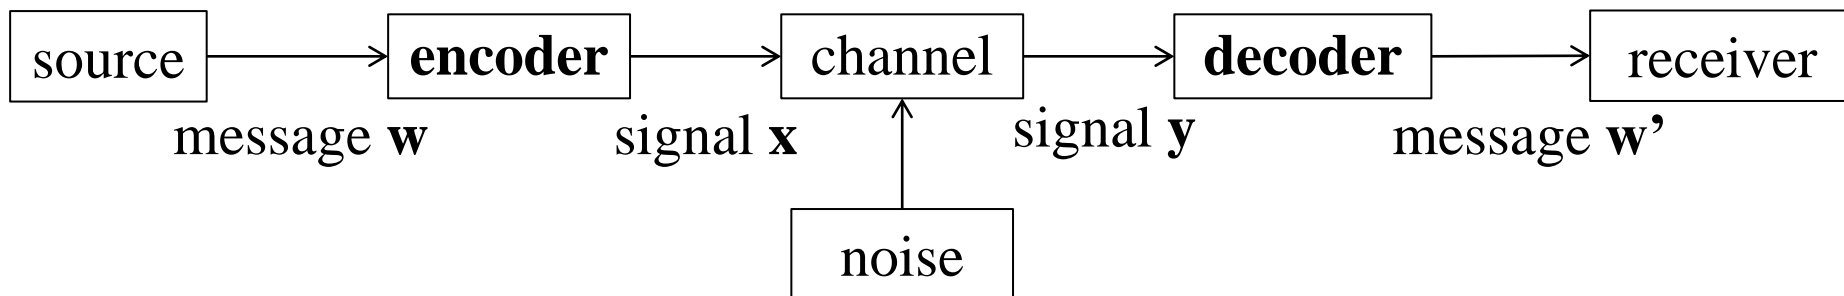 source
encoder
channel
decoder
receiver
message w
signal x
signal y
message w’
noise